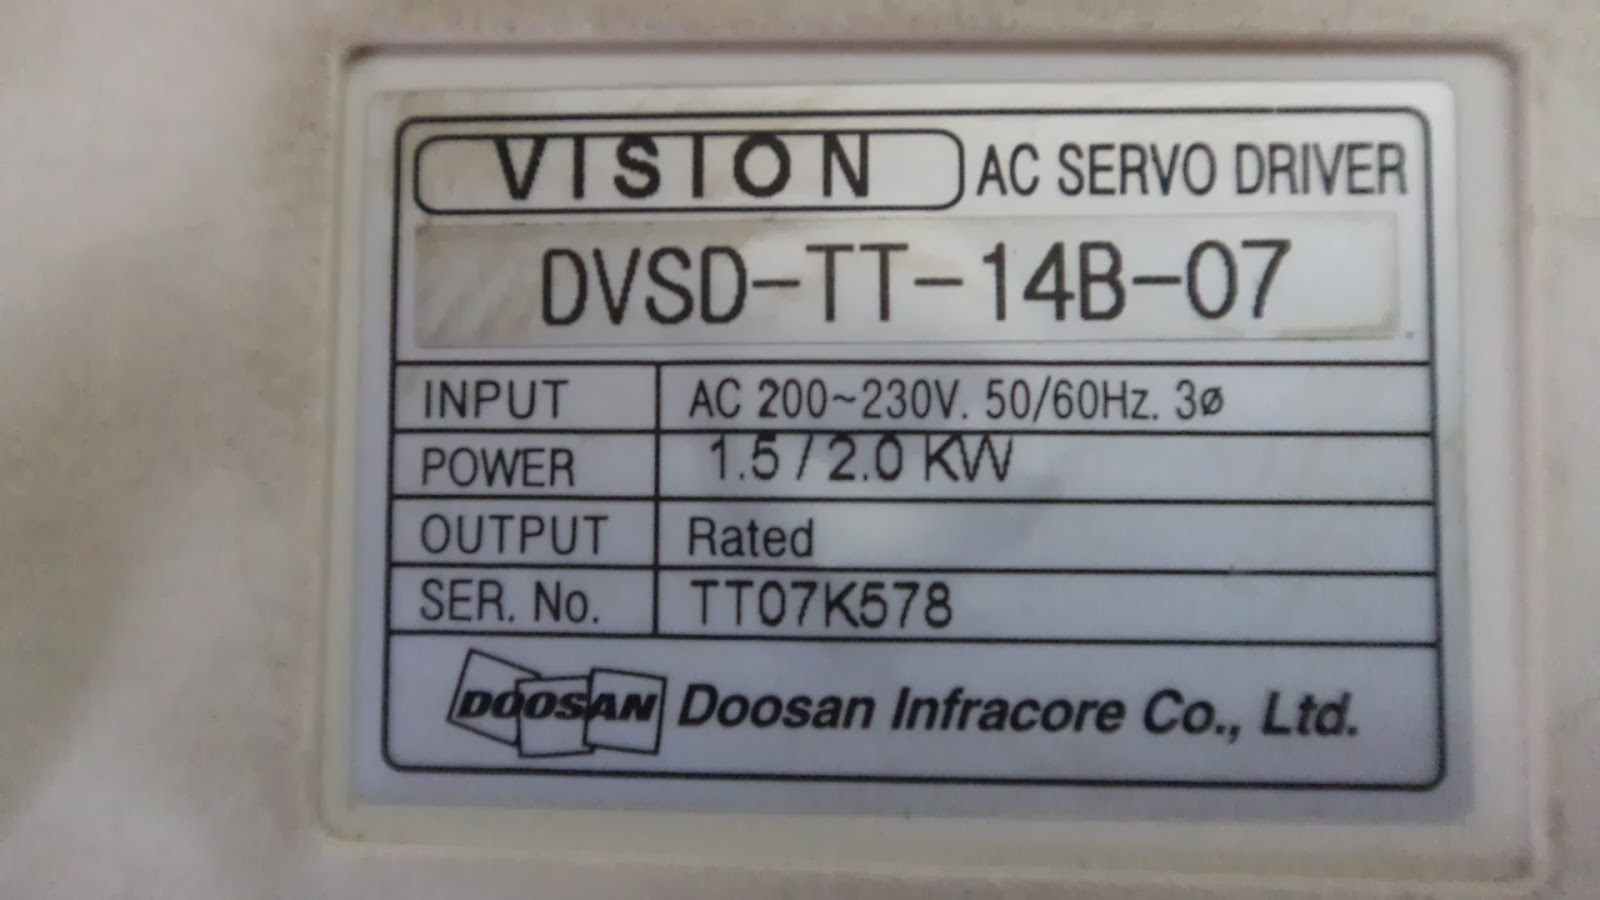 VISION AC SERVO DRIVER
DVSD-TT-14B-07
INPUT AC 200~230V. 50/60Hz. 3ø
POWER 1.5 / 2.0 KW
OUTPUT Rated
SER. No. TT07K578
DOOSAN Doosan Infracore Co., Ltd.